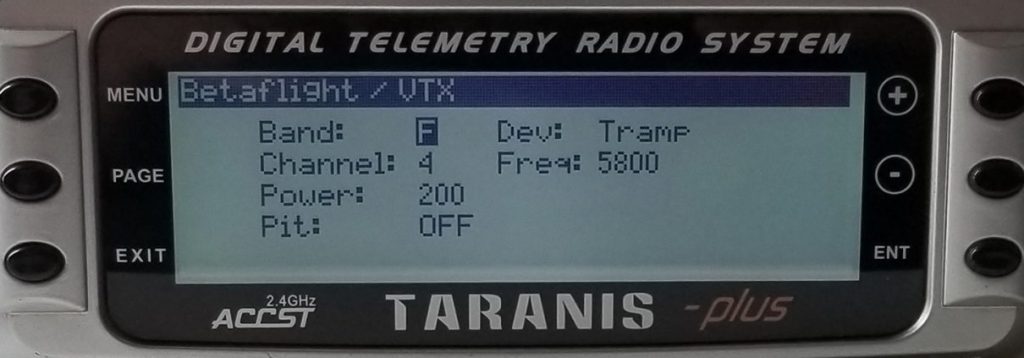 DIGITAL TELEMETRY RADIO SYSTEM
MENU
PAGE
EXIT
Betaflight / VTX
Band: F Dev: Tramp
Channel: 4 Freq: 5800
Power: 200
Pit: OFF
+
-
ENT
2.4GHz
ACCST
TARANIS -plus